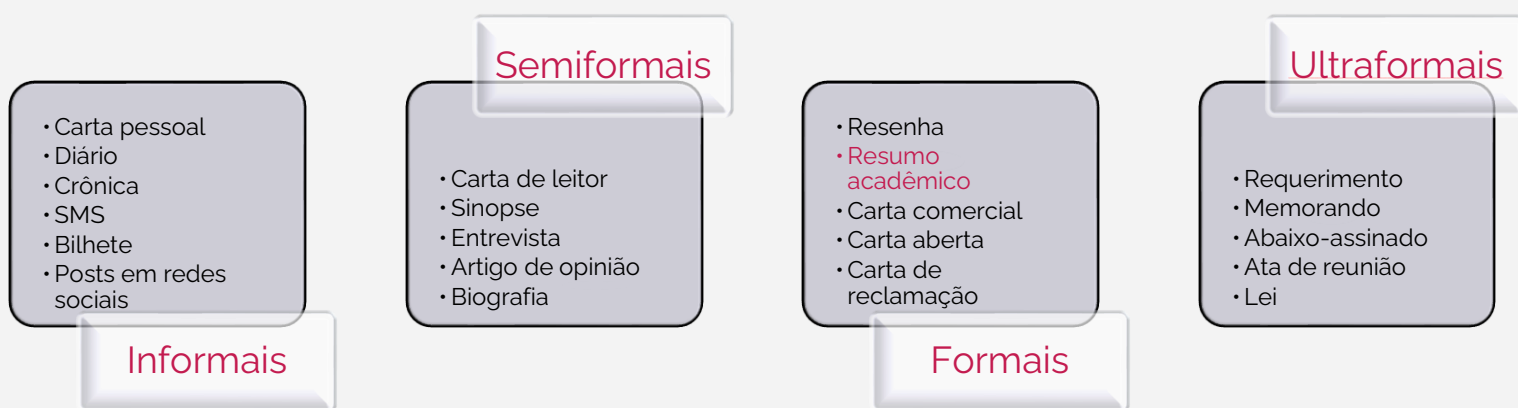 • Carta pessoal
• Diário
• Crônica
• SMS
• Bilhete
• Posts em redes
sociais
Informais
Semiformais
• Carta de leitor
• Sinopse
• Entrevista
• Artigo de opinião
• Biografia
• Resenha
• Resumo
acadêmico
• Carta comercial
• Carta aberta
• Carta de
reclamação
Formais
Ultraformais
• Requerimento
• Memorando
• Abaixo-assinado
• Ata de reunião
• Lei